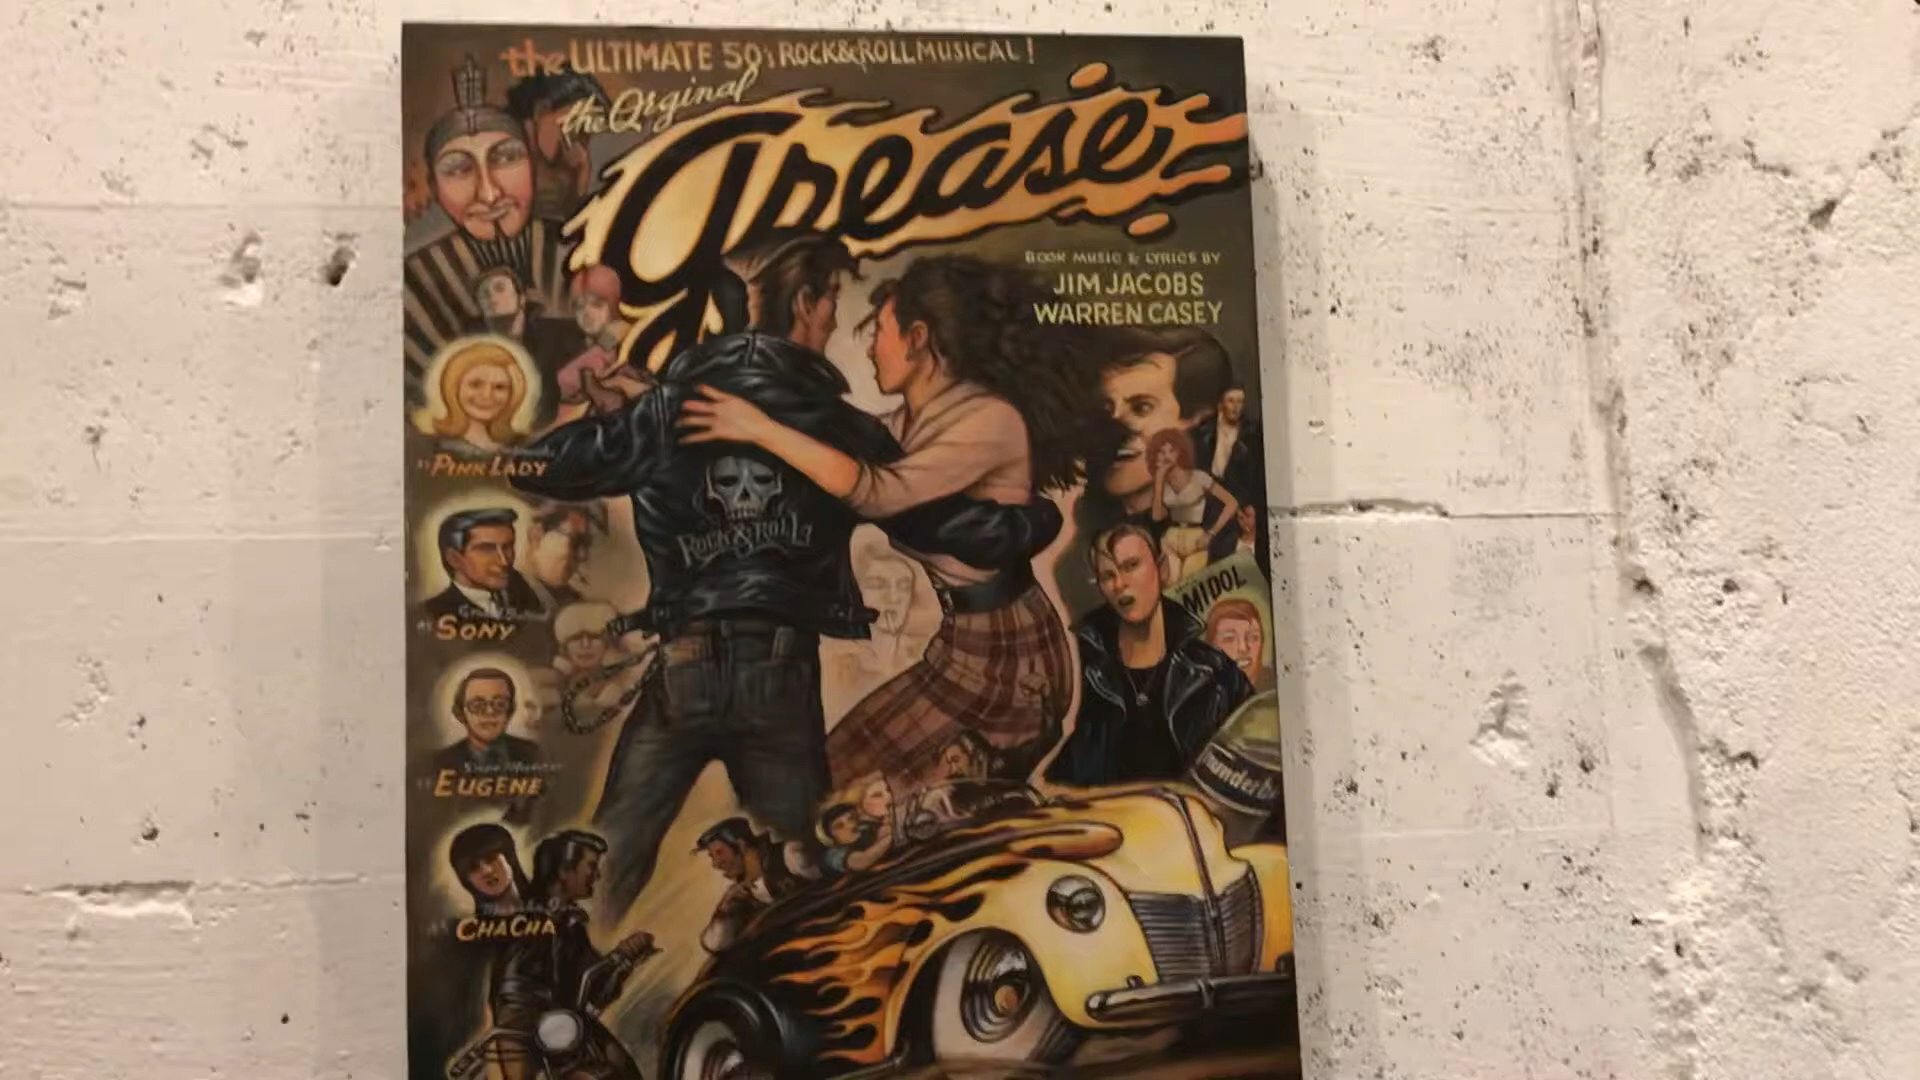 the ULTIMATE 50's ROCK&ROLL MUSICAL!
the Orginal
grease
BOOK MUSIC & LYRICS BY
JIM JACOBS
WARREN CASEY
PINK LADY
ROCK & ROLL
MIDOL
SONY
EUGENE
CHACHA